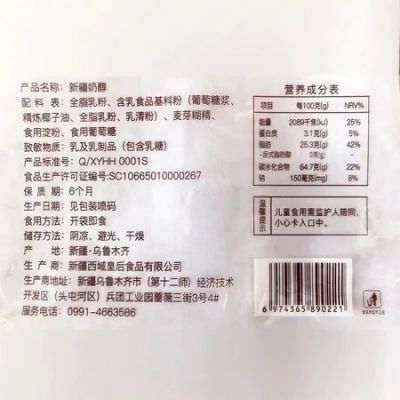 产品名称：新疆奶醇
配 料 表：全脂乳粉、含乳食品基料粉（葡萄糖浆、
精炼椰子油、全脂乳粉、乳清粉）、麦芽糊精、
食用淀粉、食用葡萄糖
致敏物质：乳及乳制品（包含乳糖）
产品标准号：Q/XYHH 0001S
食品生产许可证编号：SC10665010000267
保 质 期：6个月
生产日期：见包装喷码
食用方法：开袋即食
储存方法：阴凉、避光、干燥
产 地：新疆·乌鲁木齐
生 产 商：新疆西域皇后食品有限公司
生产商地址：新疆乌鲁木齐市（第十二师）经济技术
开发区（头屯河区）兵团工业园蔷薇三街3号4#
服务电话：0991-4663586
营养成分表
项目 每100克(g) NRV%
能量 2089千焦(kJ) 25%
蛋白质 3.1克(g) 5%
脂肪 25.3克(g) 42%
-反式脂肪酸 0克(g)
碳水化合物 64.7克(g) 22%
钠 150毫克(mg) 8%
温馨提示
儿童食用需监护人陪同，
小心卡入口中。
6 974365 890221